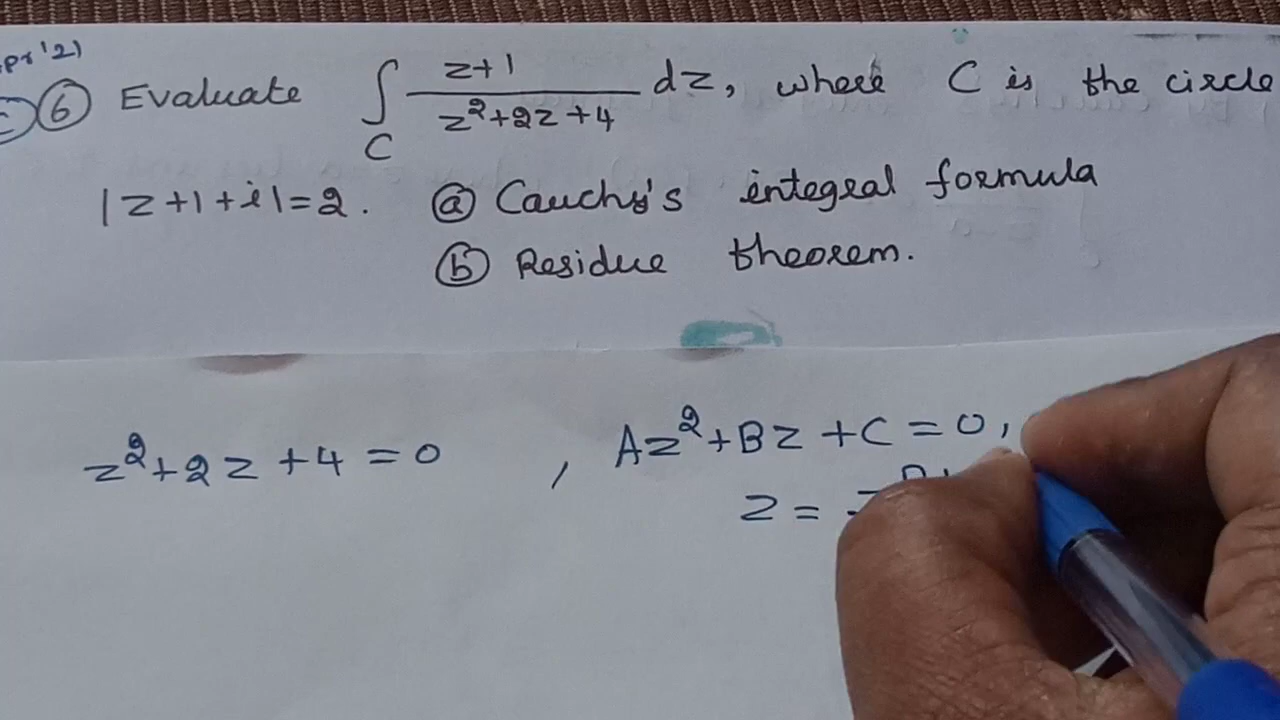 ⑥ Evaluate ∫_C (z+1)/(z²+2z+4) dz, where C is the circle
|z+1+i|=2. ⓐ Cauchy's integral formula
ⓑ Residue theorem.
z²+2z+4=0 , Az²+Bz+C=0,
z = -